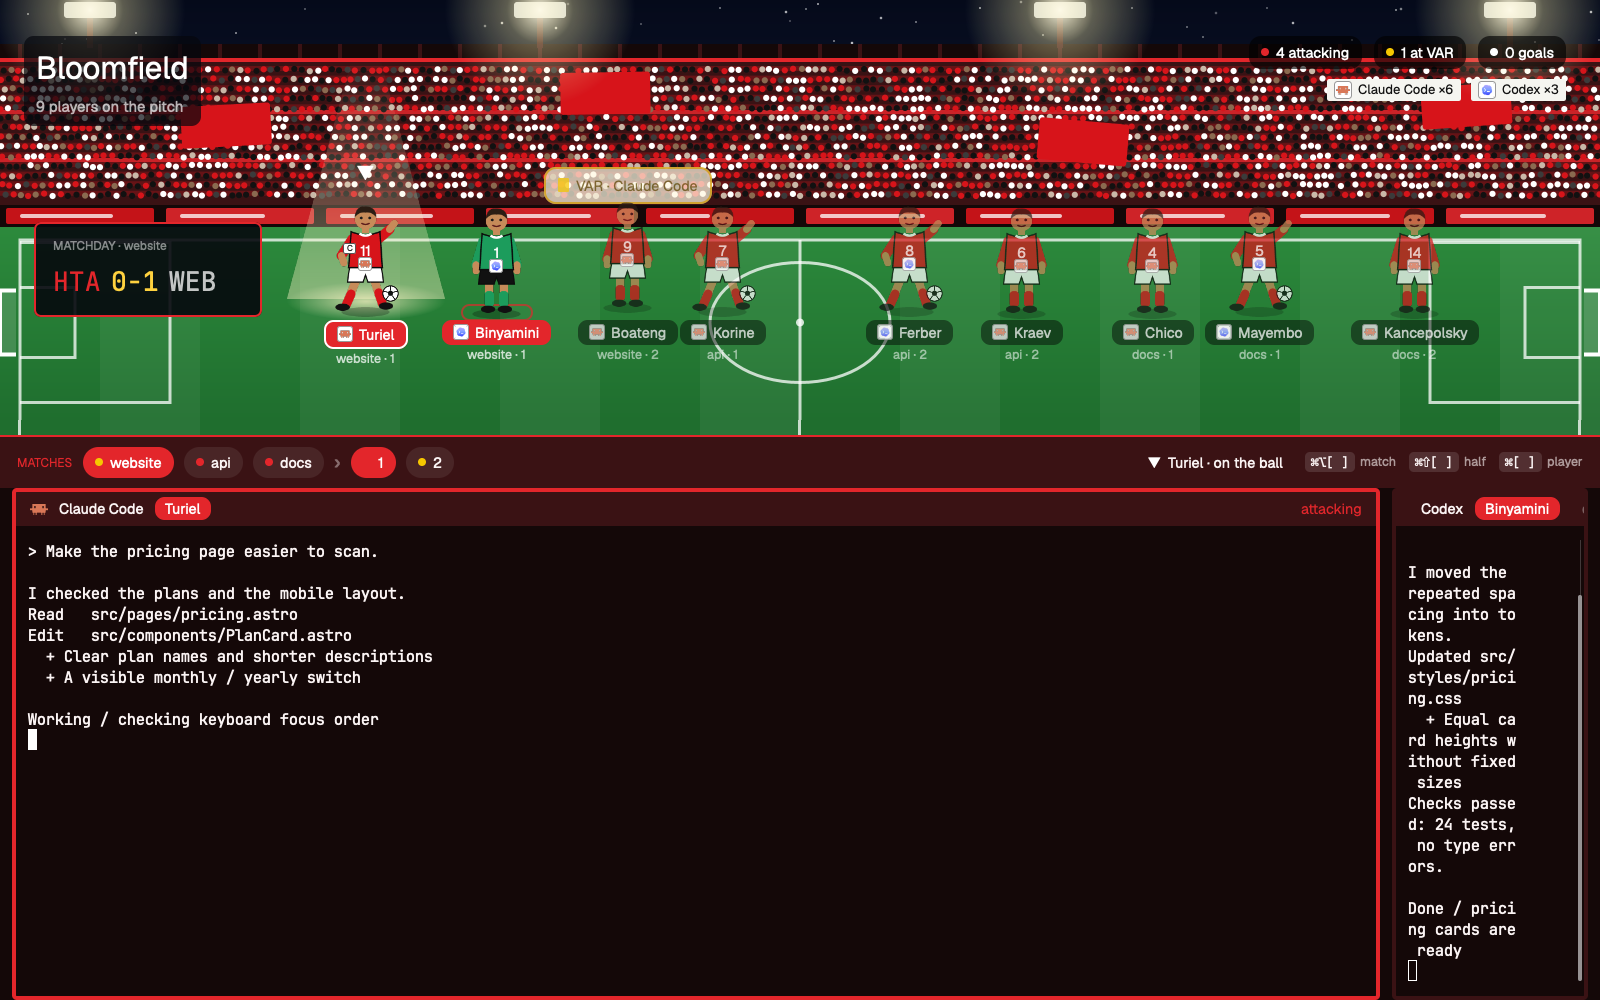 Bloomfield
9 players on the pitch
4 attacking
1 at VAR
0 goals
Claude Code ×6
Codex ×3
VAR · Claude Code
MATCHDAY · website
HTA 0-1 WEB
C
11
1
9
7
8
6
4
5
14
Turiel
website · 1
Binyamini
website · 1
Boateng
website · 2
Korine
api · 1
Ferber
api · 2
Kraev
api · 2
Chico
docs · 1
Mayembo
docs · 1
Kancepolsky
docs · 2
MATCHES
website
api
docs
›
1
2
▼ Turiel · on the ball
⌘⌥[ ] match
⌘⇧[ ] half
⌘[ ] player
Claude Code
Turiel
attacking
> Make the pricing page easier to scan.
I checked the plans and the mobile layout.
Read   src/pages/pricing.astro
Edit   src/components/PlanCard.astro
  + Clear plan names and shorter descriptions
  + A visible monthly / yearly switch
Working / checking keyboard focus order
Codex
Binyamini
I moved the
repeated spa
cing into to
kens.
Updated src/
styles/prici
ng.css
  + Equal ca
rd heights w
ithout fixed
 sizes
Checks passe
d: 24 tests,
 no type err
ors.
Done / prici
ng cards are
 ready